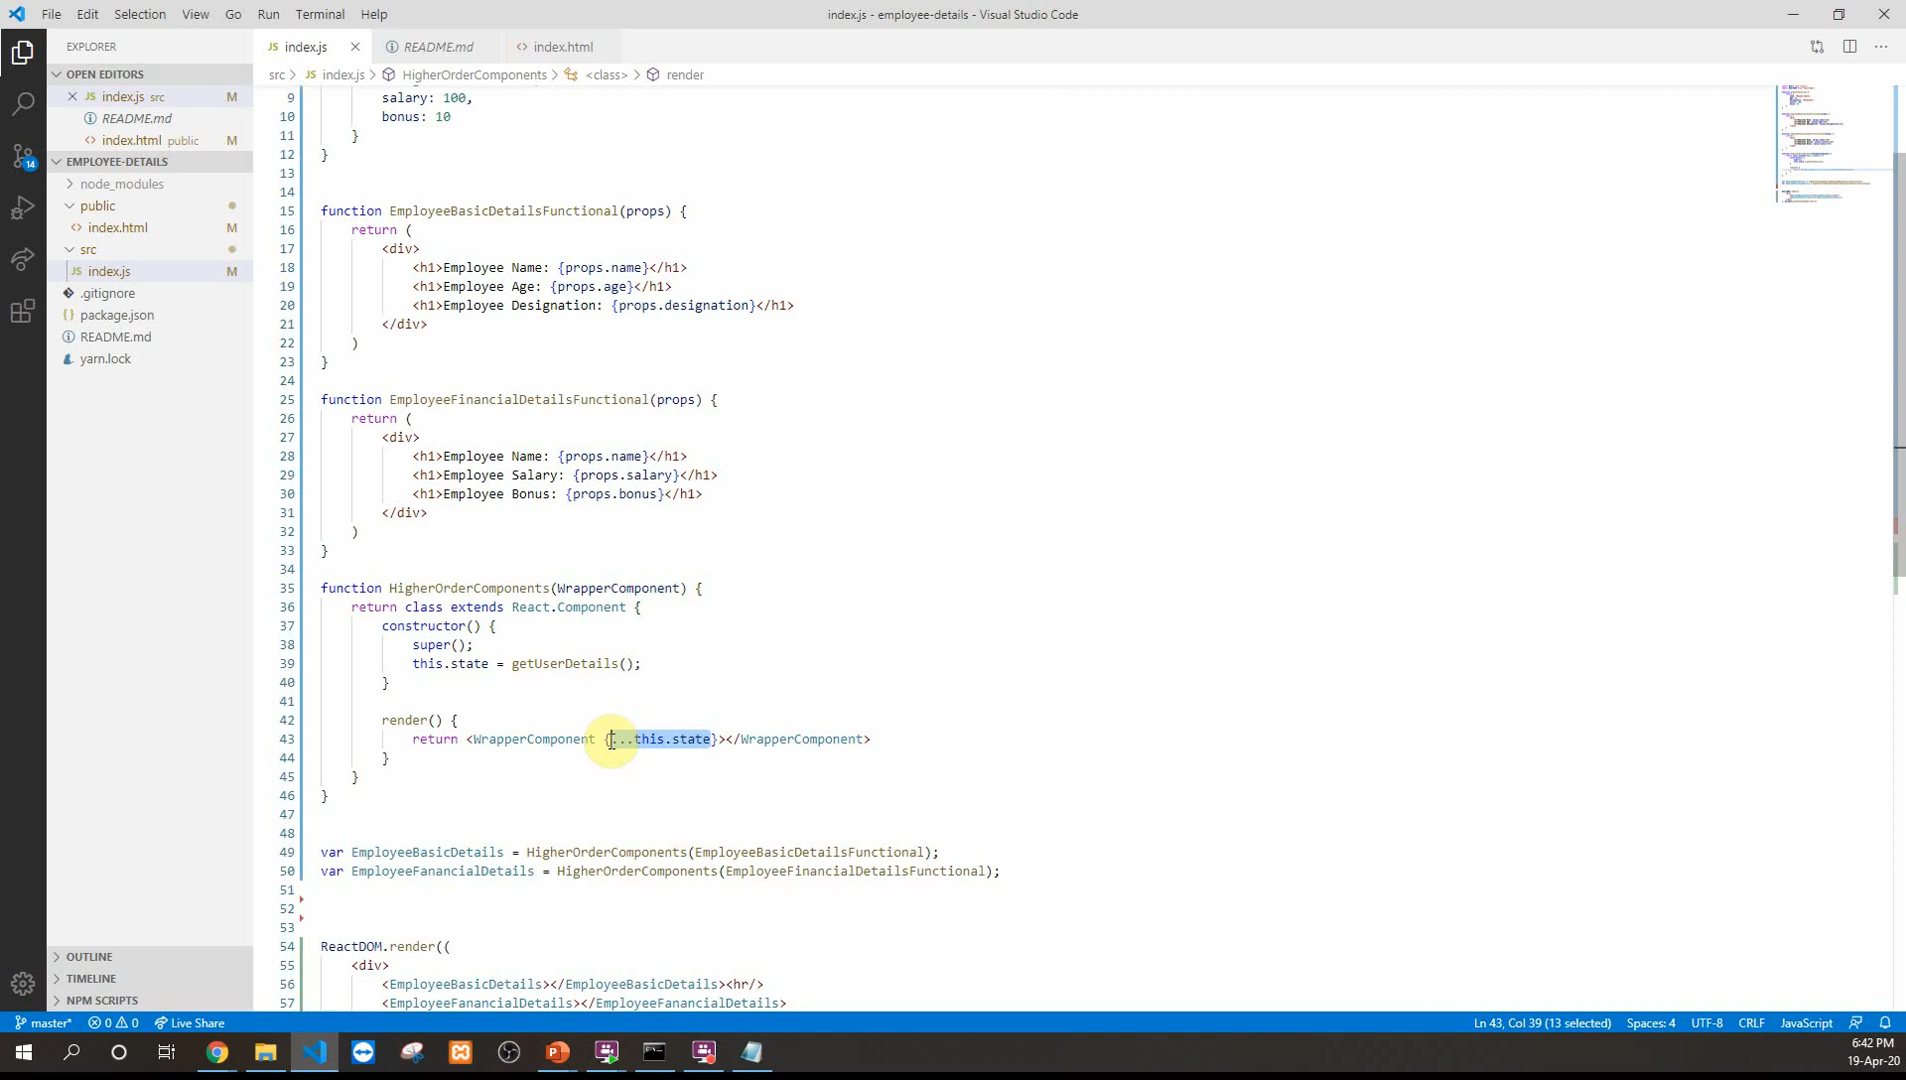 File Edit Selection View Go Run Terminal Help
index.js - employee-details - Visual Studio Code
EXPLORER
OPEN EDITORS
JS index.js src M
README.md
<> index.html public M
EMPLOYEE-DETAILS
node_modules
public
<> index.html M
src
JS index.js M
.gitignore
{} package.json
README.md
yarn.lock
OUTLINE
TIMELINE
NPM SCRIPTS
14
JS index.js
README.md
<> index.html
src > JS index.js > HigherOrderComponents > <class> > render
9 salary: 100,
10 bonus: 10
11 }
12 }
13
14
15 function EmployeeBasicDetailsFunctional(props) {
16 return (
17 <div>
18 <h1>Employee Name: {props.name}</h1>
19 <h1>Employee Age: {props.age}</h1>
20 <h1>Employee Designation: {props.designation}</h1>
21 </div>
22 )
23 }
24
25 function EmployeeFinancialDetailsFunctional(props) {
26 return (
27 <div>
28 <h1>Employee Name: {props.name}</h1>
29 <h1>Employee Salary: {props.salary}</h1>
30 <h1>Employee Bonus: {props.bonus}</h1>
31 </div>
32 )
33 }
34
35 function HigherOrderComponents(WrapperComponent) {
36 return class extends React.Component {
37 constructor() {
38 super();
39 this.state = getUserDetails();
40 }
41
42 render() {
43 return <WrapperComponent {...this.state}></WrapperComponent>
44 }
45 }
46 }
47
48
49 var EmployeeBasicDetails = HigherOrderComponents(EmployeeBasicDetailsFunctional);
50 var EmployeeFanancialDetails = HigherOrderComponents(EmployeeFinancialDetailsFunctional);
51
52
53
54 ReactDOM.render((
55 <div>
56 <EmployeeBasicDetails></EmployeeBasicDetails><hr/>
57 <EmployeeFanancialDetails></EmployeeFanancialDetails>
master* 0 0 Live Share
Ln 43, Col 39 (13 selected) Spaces: 4 UTF-8 CRLF JavaScript
6:42 PM
19-Apr-20